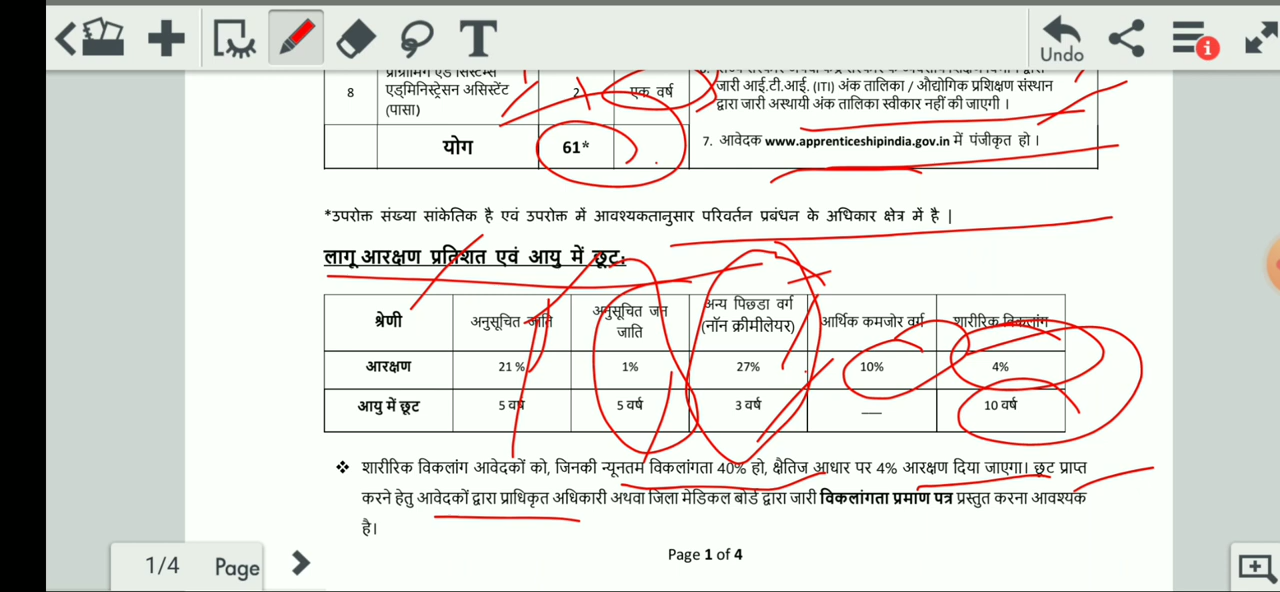 Undo
प्रोग्रामिंग एंड सिस्टम्स
8 एड्मिनिस्ट्रेसन असिस्टेंट 2 एक वर्ष
(पासा)
जारी आई.टी.आई. (ITI) अंक तालिका / औद्योगिक प्रशिक्षण संस्थान
द्वारा जारी अस्थायी अंक तालिका स्वीकार नहीं की जाएगी ।
योग 61*
7. आवेदक www.apprenticeshipindia.gov.in में पंजीकृत हो ।
*उपरोक्त संख्या सांकेतिक है एवं उपरोक्त में आवश्यकतानुसार परिवर्तन प्रबंधन के अधिकार क्षेत्र में है |
लागू आरक्षण प्रतिशत एवं आयु में छूट:
श्रेणी अनुसूचित जाति अनुसूचित जन जाति अन्य पिछडा वर्ग (नॉन क्रीमीलेयर) आर्थिक कमजोर वर्ग शारीरिक विकलांग
आरक्षण 21% 1% 27% 10% 4%
आयु में छूट 5 वर्ष 5 वर्ष 3 वर्ष __ 10 वर्ष
❖ शारीरिक विकलांग आवेदकों को, जिनकी न्यूनतम विकलांगता 40% हो, क्षैतिज आधार पर 4% आरक्षण दिया जाएगा। छूट प्राप्त
करने हेतु आवेदकों द्वारा प्राधिकृत अधिकारी अथवा जिला मेडिकल बोर्ड द्वारा जारी विकलांगता प्रमाण पत्र प्रस्तुत करना आवश्यक
है।
Page 1 of 4
1/4 Page